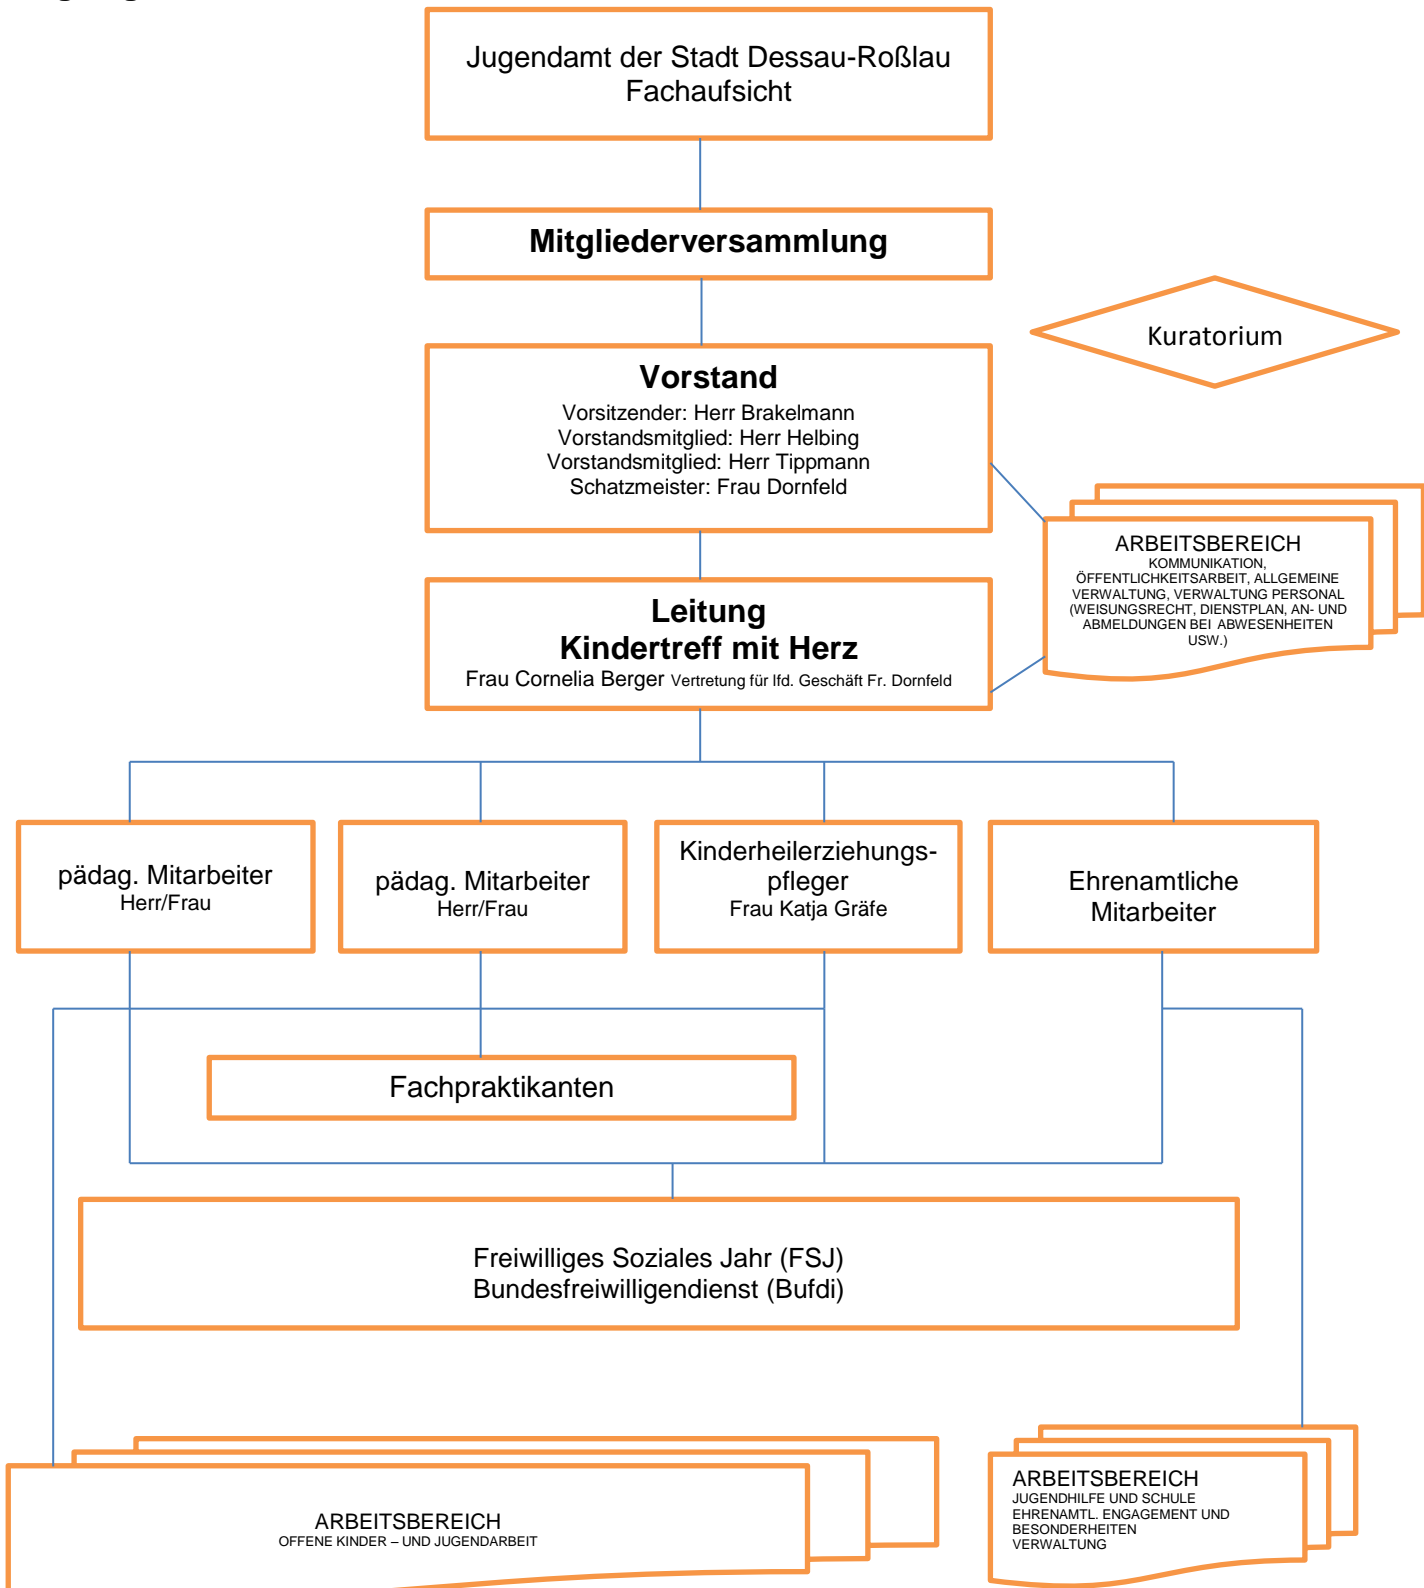 Jugendamt der Stadt Dessau-Roßlau
Fachaufsicht
Mitgliederversammlung
Kuratorium
Vorstand
Vorsitzender: Herr Brakelmann
Vorstandsmitglied: Herr Helbing
Vorstandsmitglied: Herr Tippmann
Schatzmeister: Frau Dornfeld
ARBEITSBEREICH
KOMMUNIKATION,
ÖFFENTLICHKEITSARBEIT, ALLGEMEINE
VERWALTUNG, VERWALTUNG PERSONAL
(WEISUNGSRECHT, DIENSTPLAN, AN- UND
ABMELDUNGEN BEI ABWESENHEITEN
USW.)
Leitung
Kindertreff mit Herz
Frau Cornelia Berger Vertretung für lfd. Geschäft Fr. Dornfeld
pädag. Mitarbeiter
Herr/Frau
pädag. Mitarbeiter
Herr/Frau
Kinderheilerziehungs-
pfleger
Frau Katja Gräfe
Ehrenamtliche
Mitarbeiter
Fachpraktikanten
Freiwilliges Soziales Jahr (FSJ)
Bundesfreiwilligendienst (Bufdi)
ARBEITSBEREICH
OFFENE KINDER – UND JUGENDARBEIT
ARBEITSBEREICH
JUGENDHILFE UND SCHULE
EHRENAMTL. ENGAGEMENT UND
BESONDERHEITEN
VERWALTUNG